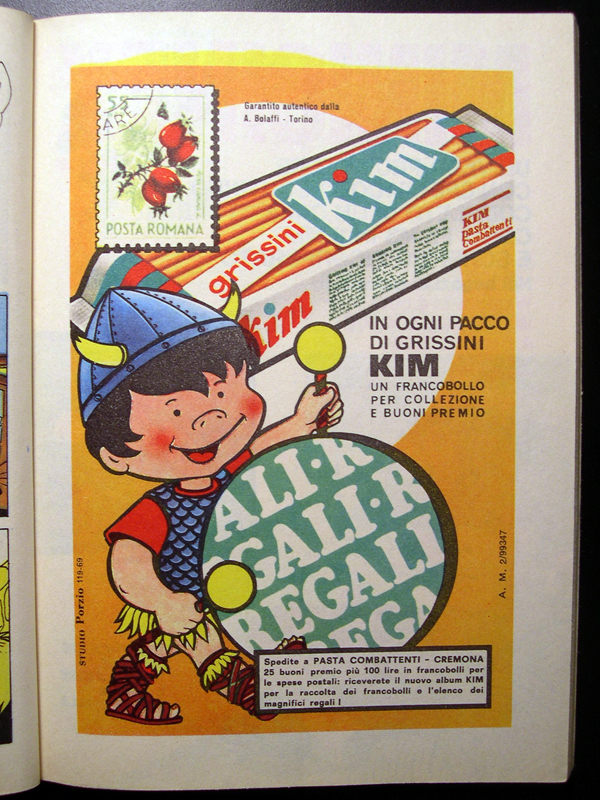 55
ARE
POSTA ROMANA
Garantito autentico dalla
A. Bolaffi - Torino
kim
grissini
kim
KIM
pasta
Combattenti
IN OGNI PACCO
DI GRISSINI
KIM
UN FRANCOBOLLO
PER COLLEZIONE
E BUONI PREMIO
ALI · R
GALI · R
REGALI
REGA
STUDIO Porzio 119-69
A. M. 2/99347
Spedite a PASTA COMBATTENTI - CREMONA
25 buoni premio più 100 lire in francobolli per
le spese postali: riceverete il nuovo album KIM
per la raccolta dei francobolli e l'elenco dei
magnifici regali !